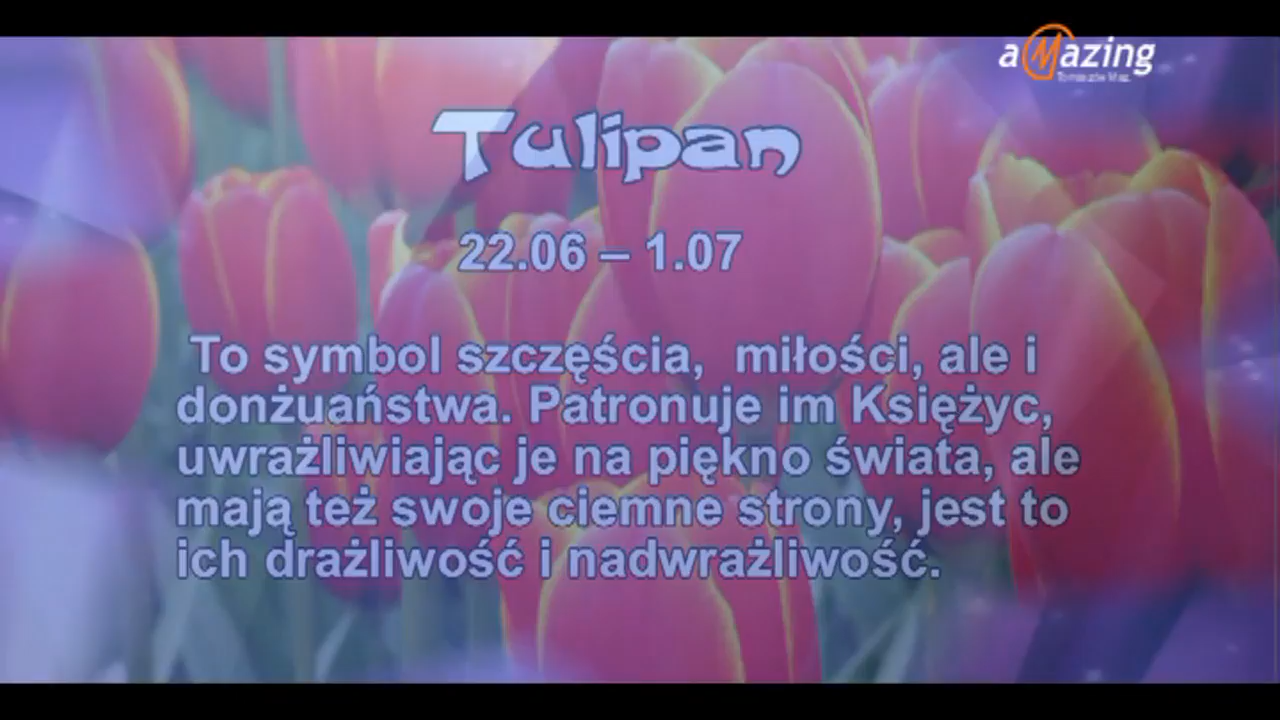 aMazing
Tulipan
22.06 – 1.07
To symbol szczęścia, miłości, ale i
donżuaństwa. Patronuje im Księżyc,
uwrażliwiając je na piękno świata, ale
mają też swoje ciemne strony, jest to
ich drażliwość i nadwrażliwość.